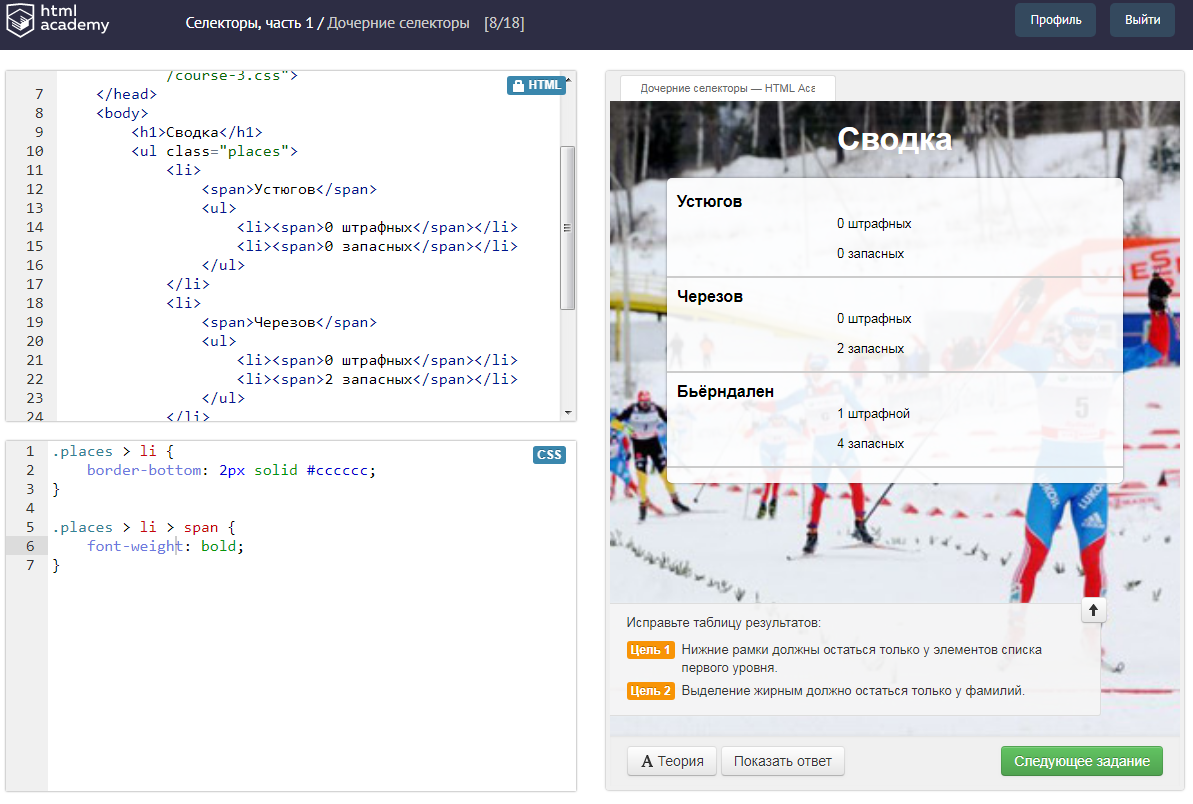 html
academy
Селекторы, часть 1 / Дочерние селекторы [8/18]
Профиль
Выйти
/course-3.css">
HTML
7 </head>
8 <body>
9 <h1>Сводка</h1>
10 <ul class="places">
11 <li>
12 <span>Устюгов</span>
13 <ul>
14 <li><span>0 штрафных</span></li>
15 <li><span>0 запасных</span></li>
16 </ul>
17 </li>
18 <li>
19 <span>Черезов</span>
20 <ul>
21 <li><span>0 штрафных</span></li>
22 <li><span>2 запасных</span></li>
23 </ul>
24 </li>
CSS
1 .places > li {
2 border-bottom: 2px solid #cccccc;
3 }
4
5 .places > li > span {
6 font-weight: bold;
7 }
Дочерние селекторы — HTML Aca
Сводка
Устюгов
0 штрафных
0 запасных
Черезов
0 штрафных
2 запасных
Бьёрндален
1 штрафной
4 запасных
5
LUKOIL
Исправьте таблицу результатов:
Цель 1 Нижние рамки должны остаться только у элементов списка
первого уровня.
Цель 2 Выделение жирным должно остаться только у фамилий.
A Теория
Показать ответ
Следующее задание